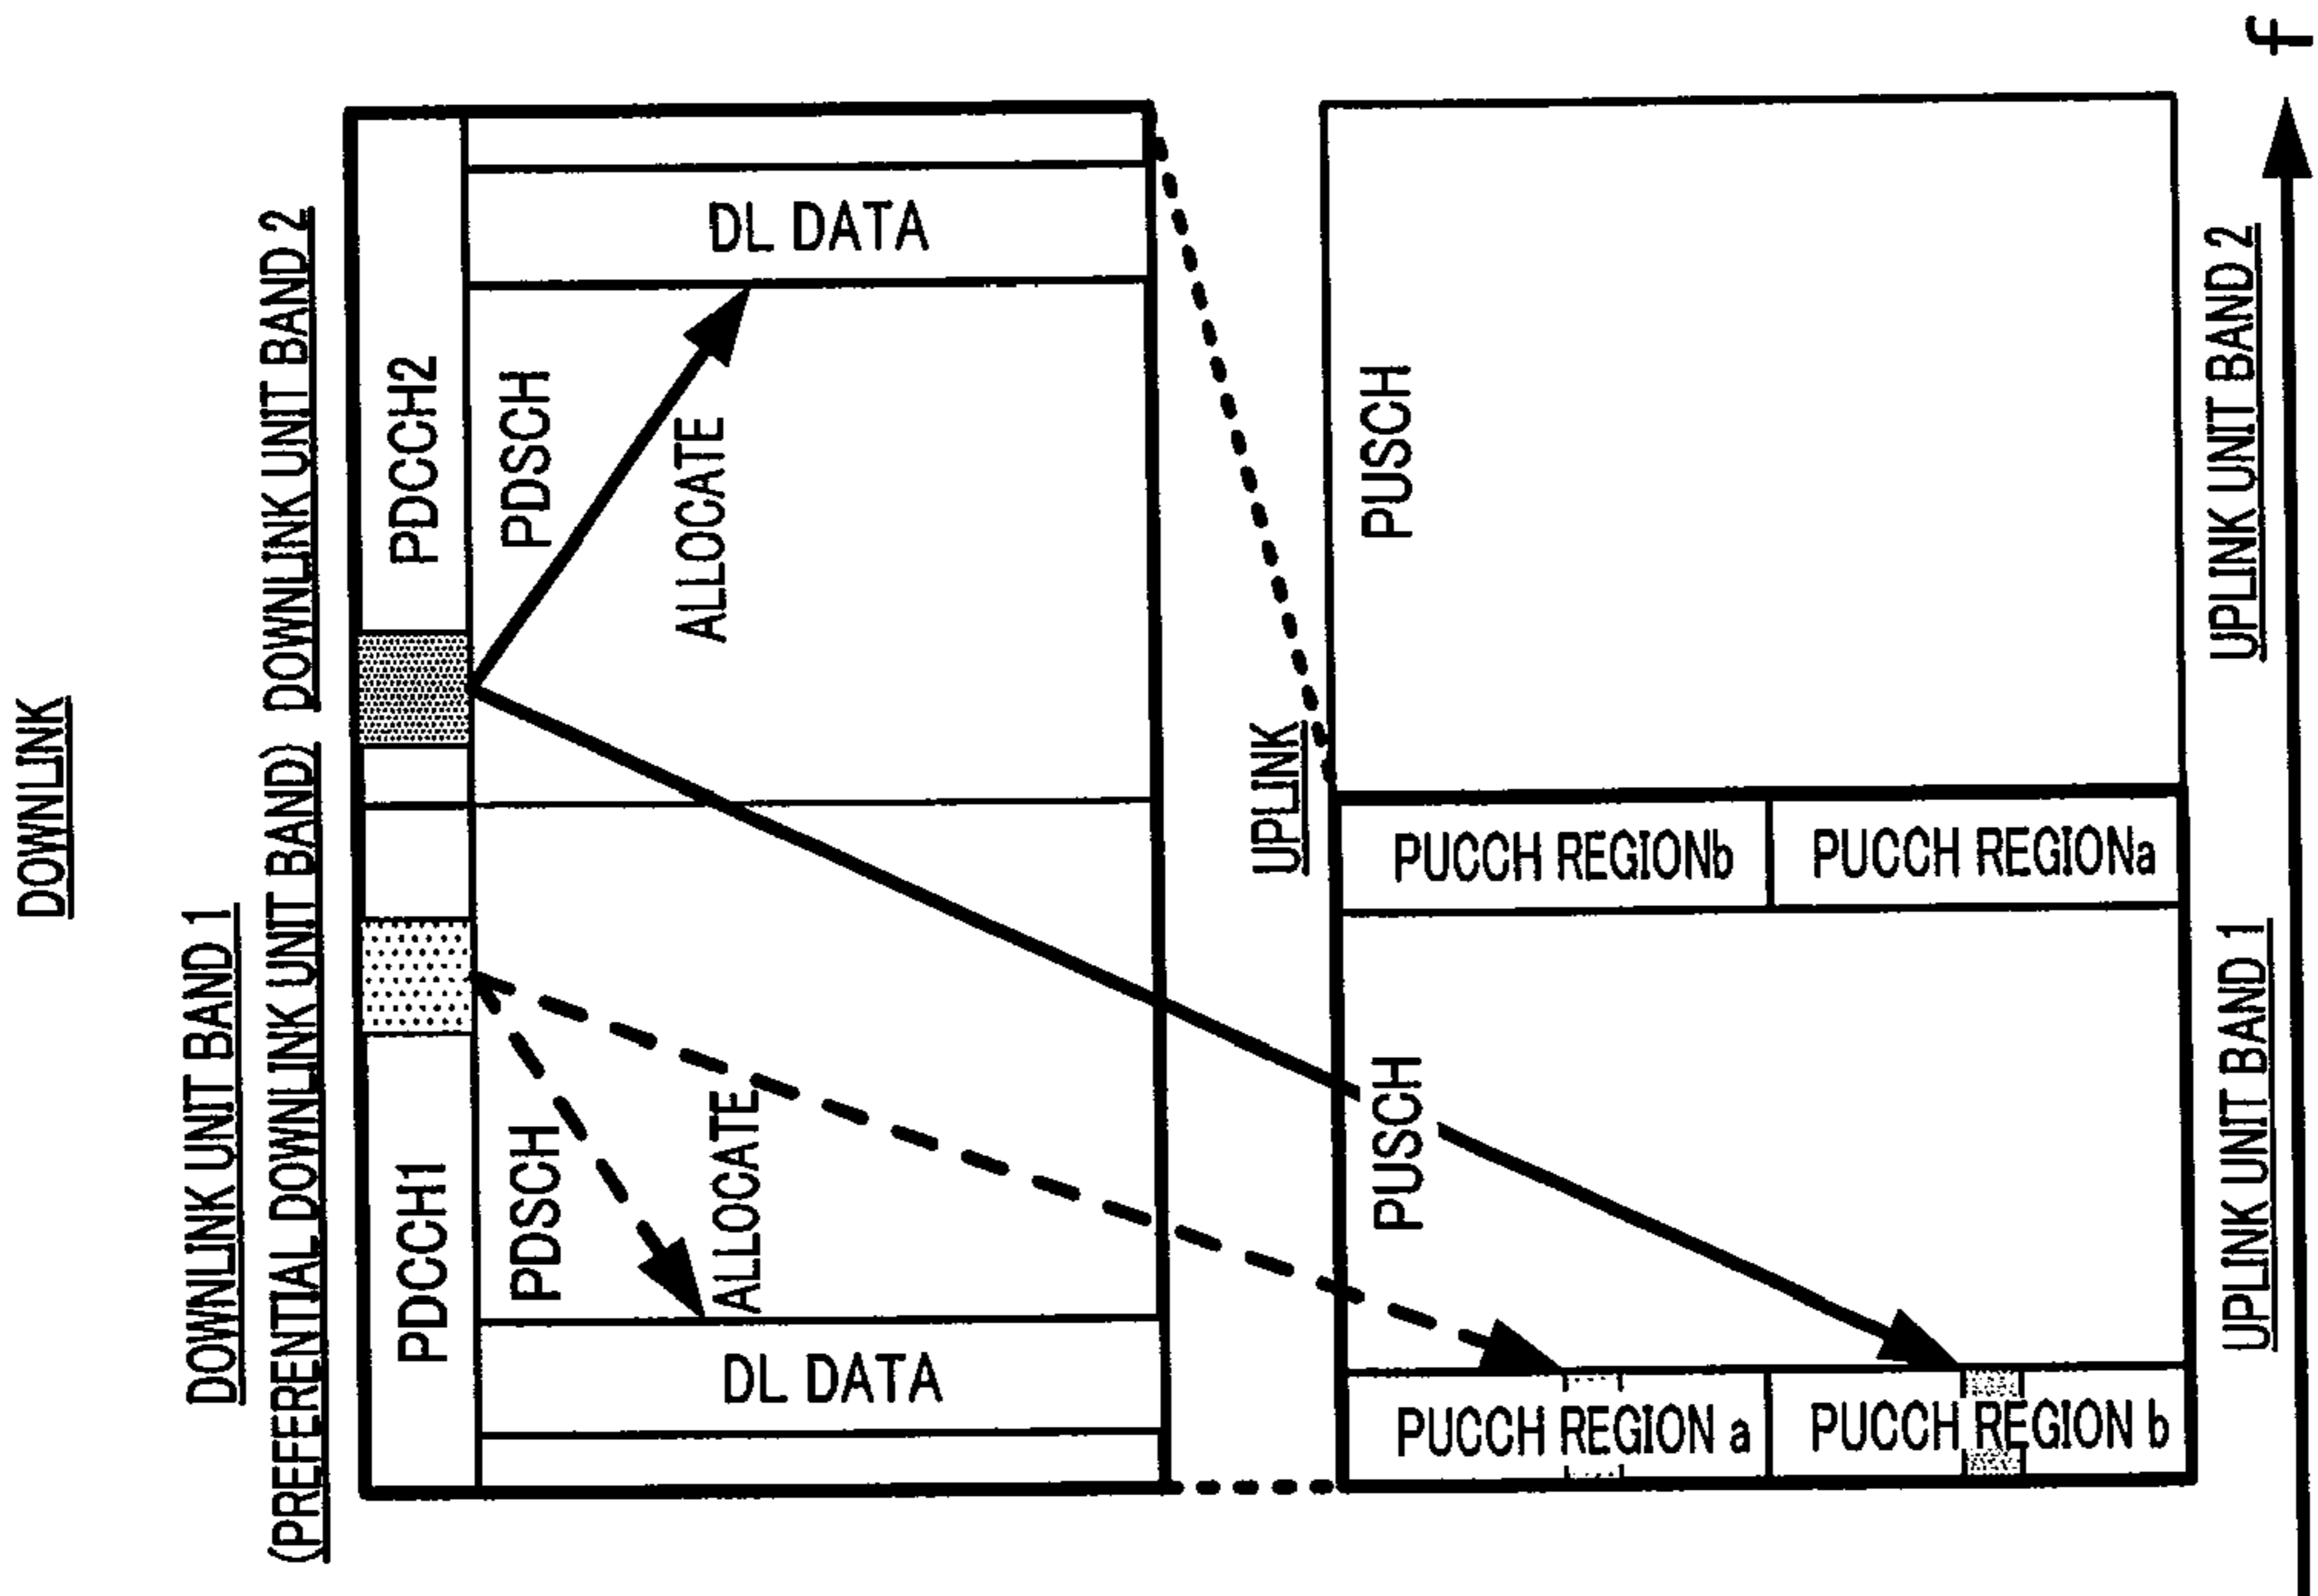 DOWNLINK
DOWNLINK UNIT BAND 1
(PREFERENTIAL DOWNLINK UNIT BAND)
DOWNLINK UNIT BAND 2
PDCCH1
PDCCH2
PDSCH
PDSCH
ALLOCATE
ALLOCATE
DL DATA
DL DATA
UPLINK
PUSCH
PUSCH
PUCCH REGION a
PUCCH REGION b
PUCCH REGIONb
PUCCH REGIONa
UPLINK UNIT BAND 1
UPLINK UNIT BAND 2
f